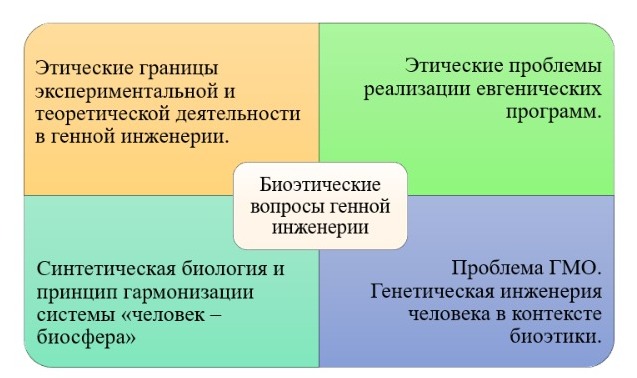 Этические границы
экспериментальной и
теоретической деятельности
в генной инженерии.
Этические проблемы
реализации евгенических
программ.
Биоэтические
вопросы генной
инженерии
Синтетическая биология и
принцип гармонизации
системы «человек –
биосфера»
Проблема ГМО.
Генетическая инженерия
человека в контексте
биоэтики.